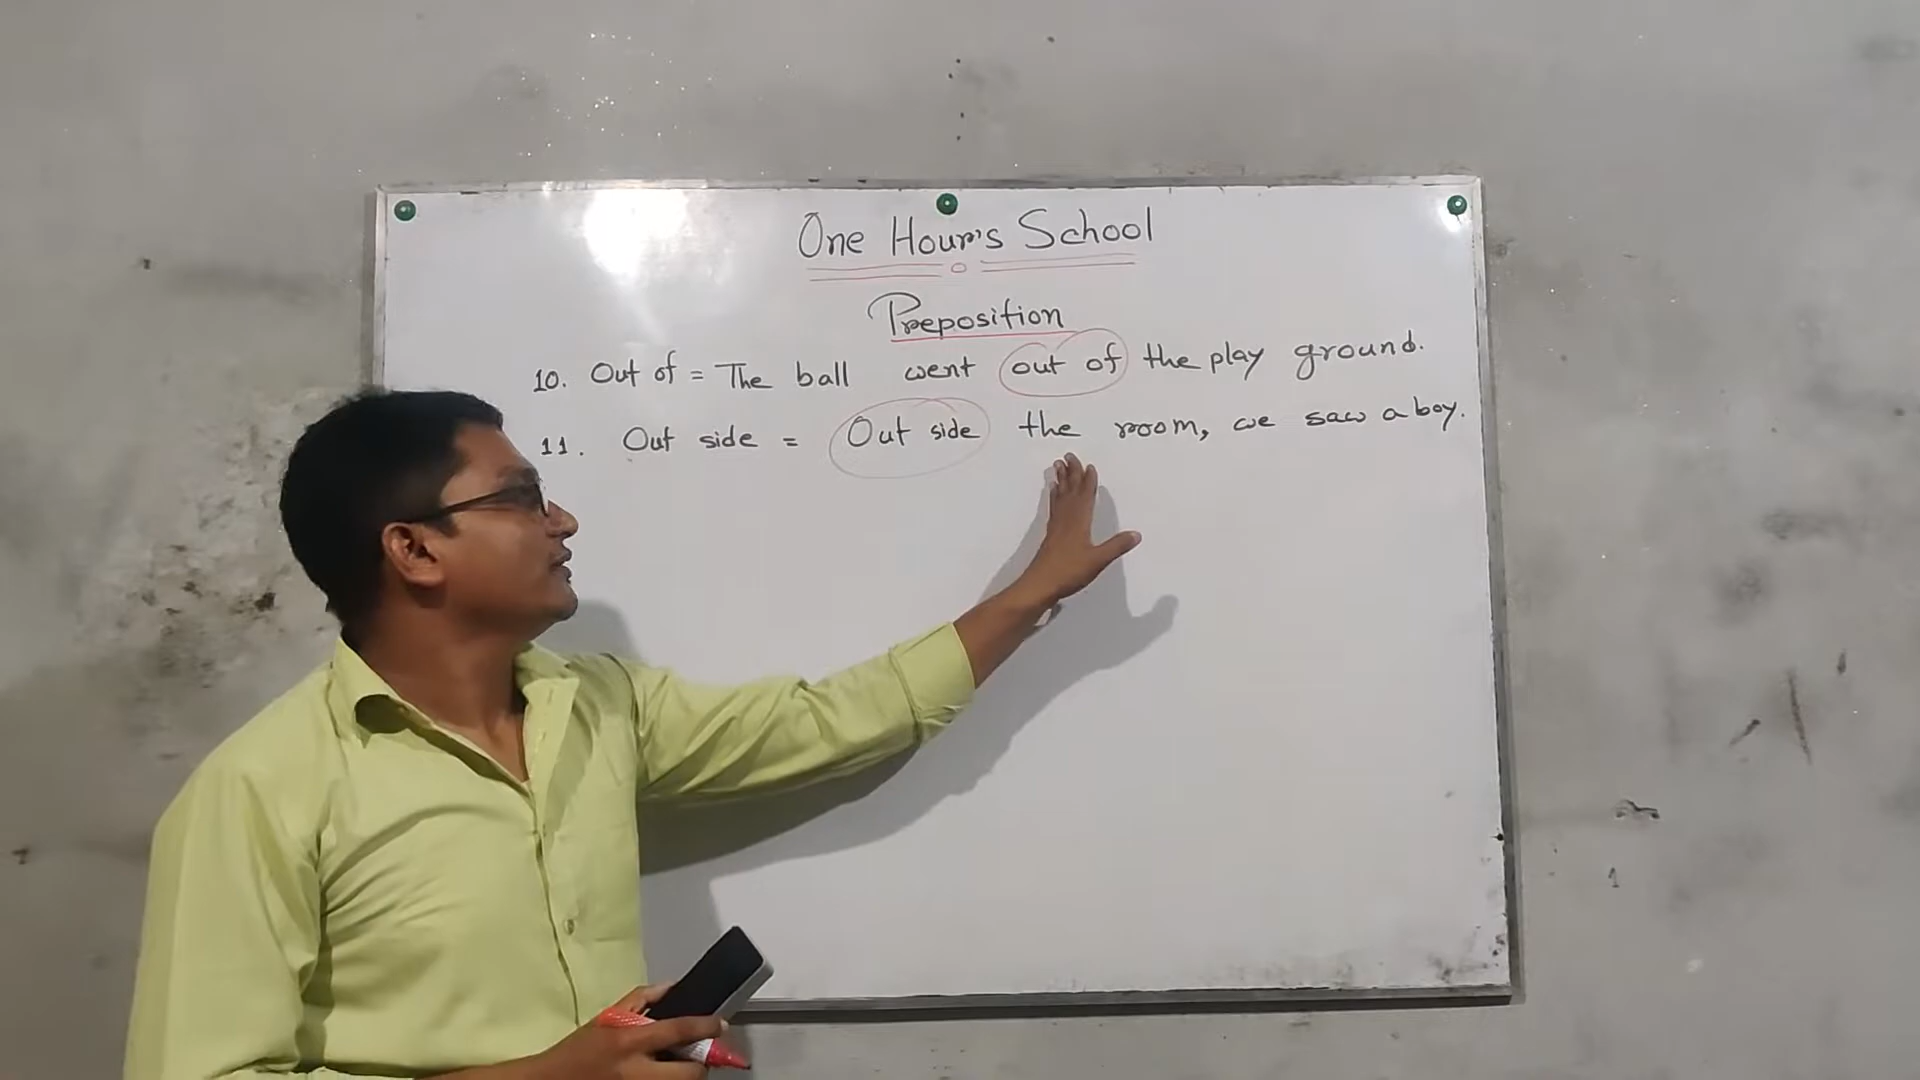 One Hour's School
Preposition
10. Out of = The ball went out of the play ground.
11. Out side = Out side the room, we saw a boy.